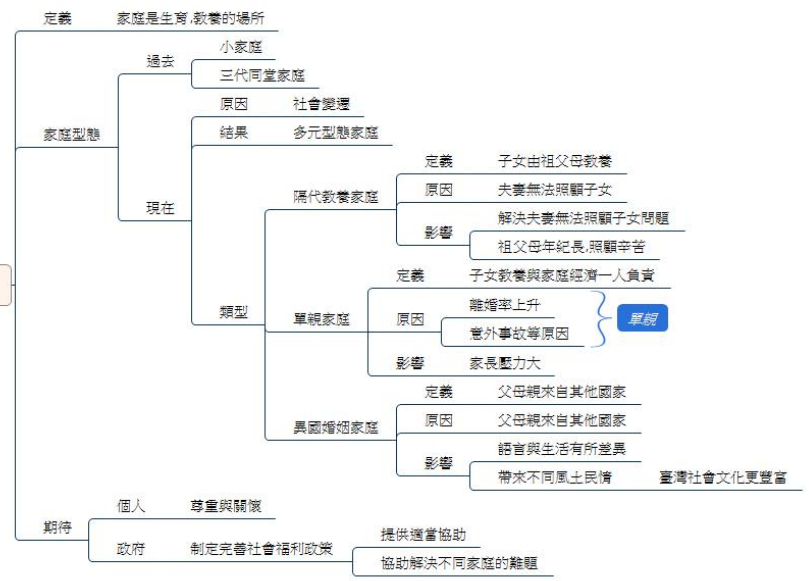 定義 家庭是生育,教養的場所
家庭型態
過去
小家庭
三代同堂家庭
現在
原因 社會變遷
結果 多元型態家庭
類型
隔代教養家庭
定義 子女由祖父母教養
原因 夫妻無法照顧子女
影響
解決夫妻無法照顧子女問題
祖父母年紀長,照顧辛苦
單親家庭
定義 子女教養與家庭經濟一人負責
原因
離婚率上升
意外事故等原因
單親
影響 家長壓力大
異國婚姻家庭
定義 父母親來自其他國家
原因 父母親來自其他國家
影響
語言與生活有所差異
帶來不同風土民情 臺灣社會文化更豐富
期待
個人 尊重與關懷
政府 制定完善社會福利政策
提供適當協助
協助解決不同家庭的難題